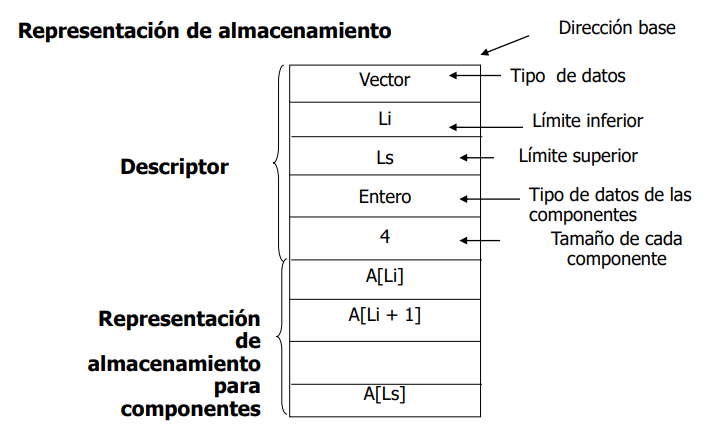 Representación de almacenamiento
Dirección base
Vector
Tipo de datos
Li
Límite inferior
Descriptor
Ls
Límite superior
Entero
Tipo de datos de las
componentes
4
Tamaño de cada
componente
A[Li]
Representación
de
almacenamiento
para
componentes
A[Li + 1]
A[Ls]